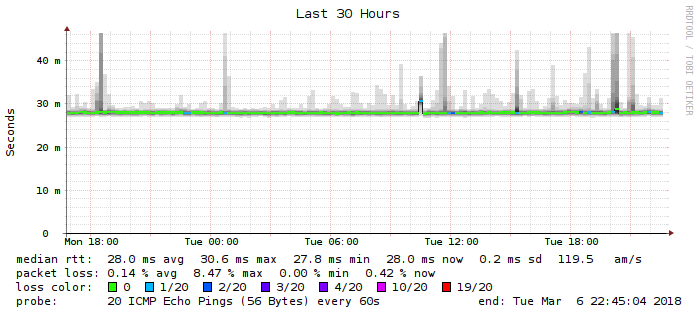 Last 30 Hours
RRDTOOL / TOBI OETIKER
Seconds
40 m
30 m
20 m
10 m
0
Mon 18:00 Tue 00:00 Tue 06:00 Tue 12:00 Tue 18:00
median rtt: 28.0 ms avg 30.6 ms max 27.8 ms min 28.0 ms now 0.2 ms sd 119.5 am/s
packet loss: 0.14 % avg 8.47 % max 0.00 % min 0.42 % now
loss color: 0 1/20 2/20 3/20 4/20 10/20 19/20
probe: 20 ICMP Echo Pings (56 Bytes) every 60s end: Tue Mar 6 22:45:04 2018